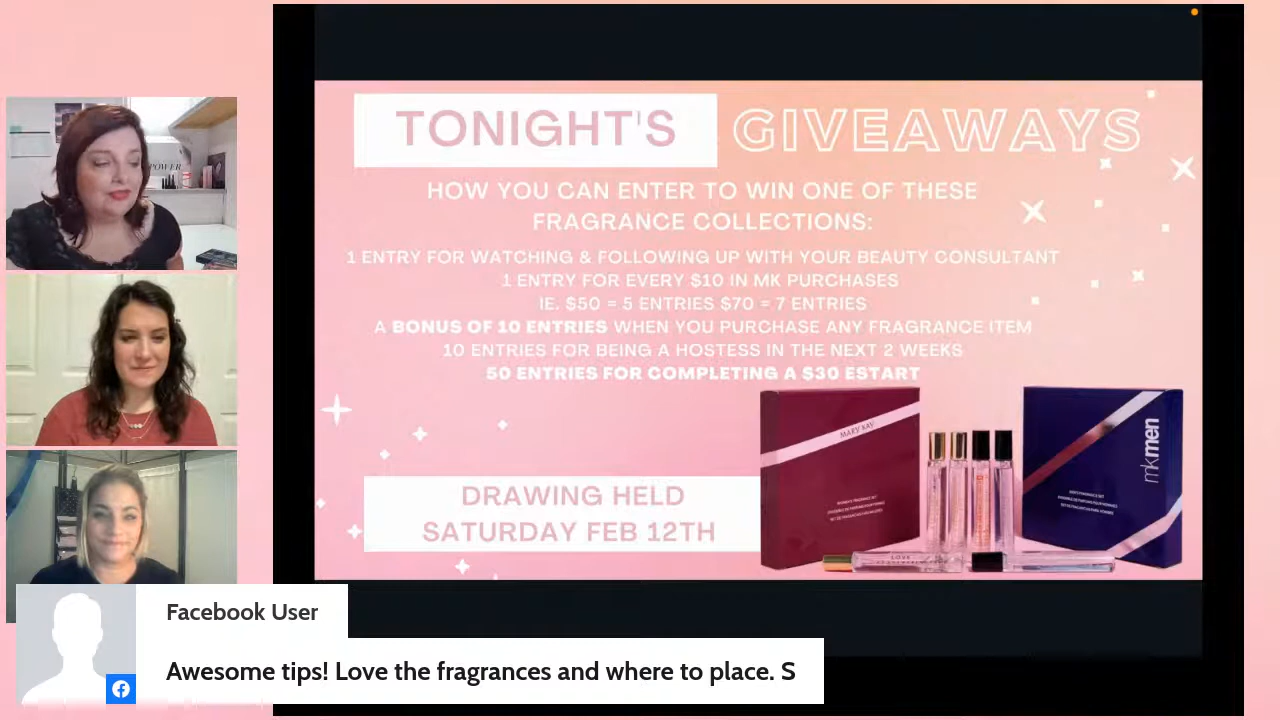 TONIGHT'S GIVEAWAYS
HOW YOU CAN ENTER TO WIN ONE OF THESE
FRAGRANCE COLLECTIONS:
1 ENTRY FOR WATCHING & FOLLOWING UP WITH YOUR BEAUTY CONSULTANT
1 ENTRY FOR EVERY $10 IN MK PURCHASES
IE. $50 = 5 ENTRIES $70 = 7 ENTRIES
A BONUS OF 10 ENTRIES WHEN YOU PURCHASE ANY FRAGRANCE ITEM
10 ENTRIES FOR BEING A HOSTESS IN THE NEXT 2 WEEKS
50 ENTRIES FOR COMPLETING A $30 ESTART
DRAWING HELD
SATURDAY FEB 12TH
MARY KAY
mkmen
LOVE
POWER
Facebook User
Awesome tips! Love the fragrances and where to place. S